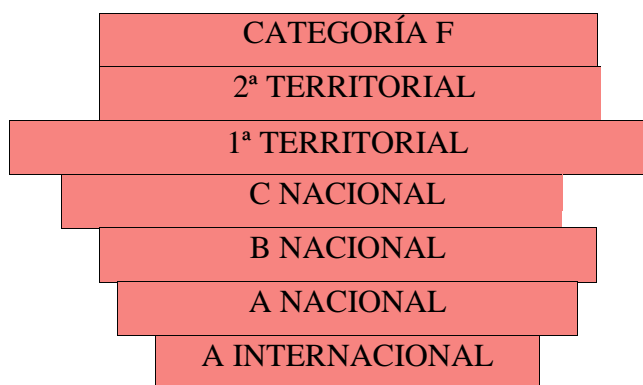 CATEGORÍA F
2ª TERRITORIAL
1ª TERRITORIAL
C NACIONAL
B NACIONAL
A NACIONAL
A INTERNACIONAL